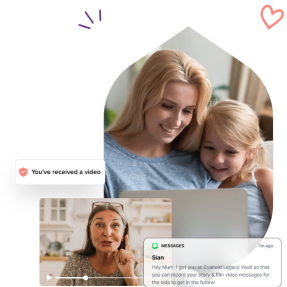 You've received a video
MESSAGES
1m ago
Sian
Hey Mum, I got you an Evaheld Legacy Vault so that
you can record your story & film video messages for
the kids to get in the future!